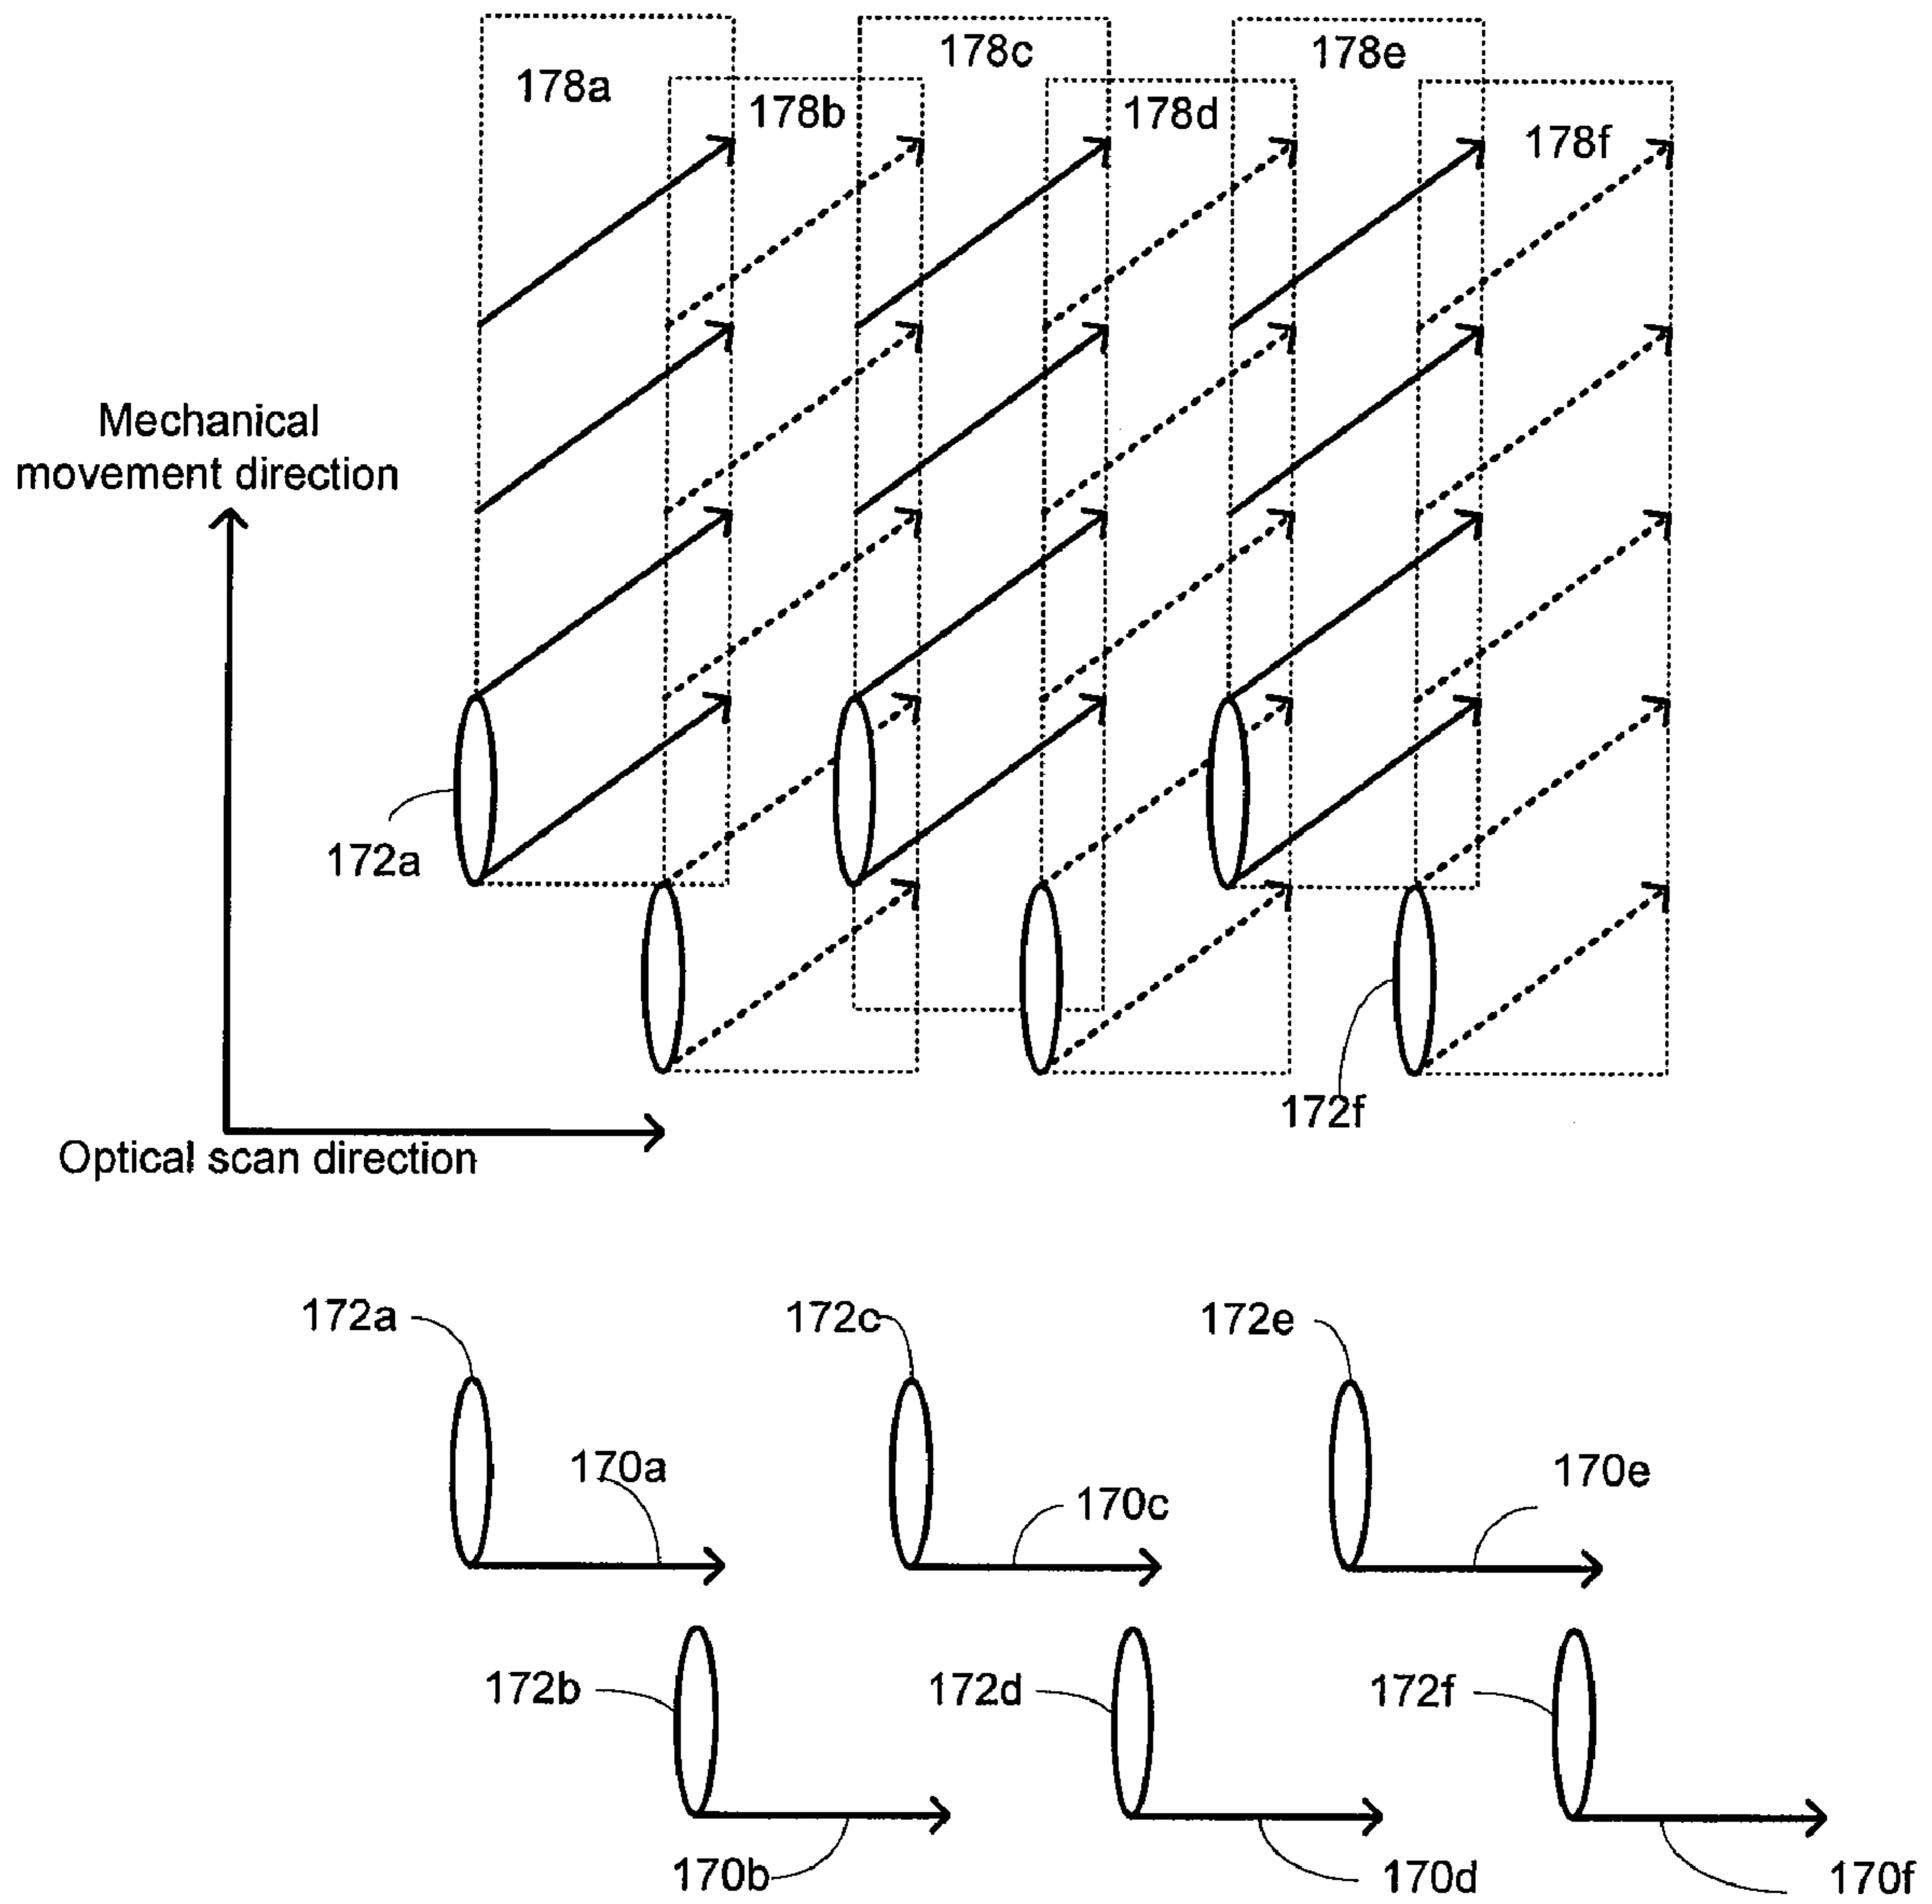 178c
178e
178a
178b
178d
178f
Mechanical
movement direction
172a
172f
Optical scan direction
172a
172c
172e
170a
170c
170e
172b
172d
172f
170b
170d
170f